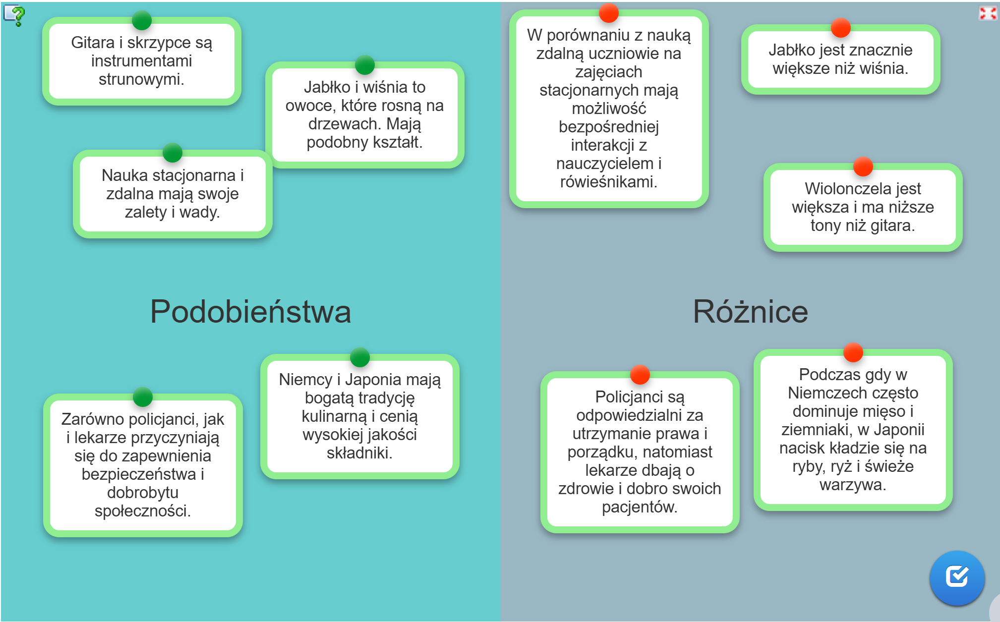 Gitara i skrzypce są
instrumentami
strunowymi.
Jabłko i wiśnia to
owoce, które rosną na
drzewach. Mają
podobny kształt.
Nauka stacjonarna i
zdalna mają swoje
zalety i wady.
Podobieństwa
Niemcy i Japonia mają
bogatą tradycję
kulinarną i cenią
wysokiej jakości
składniki.
Zarówno policjanci, jak
i lekarze przyczyniają
się do zapewnienia
bezpieczeństwa i
dobrobytu
społeczności.
W porównaniu z nauką
zdalną uczniowie na
zajęciach
stacjonarnych mają
możliwość
bezpośredniej
interakcji z
nauczycielem i
rówieśnikami.
Jabłko jest znacznie
większe niż wiśnia.
Wiolonczela jest
większa i ma niższe
tony niż gitara.
Różnice
Policjanci są
odpowiedzialni za
utrzymanie prawa i
porządku, natomiast
lekarze dbają o
zdrowie i dobro swoich
pacjentów.
Podczas gdy w
Niemczech często
dominuje mięso i
ziemniaki, w Japonii
nacisk kładzie się na
ryby, ryż i świeże
warzywa.